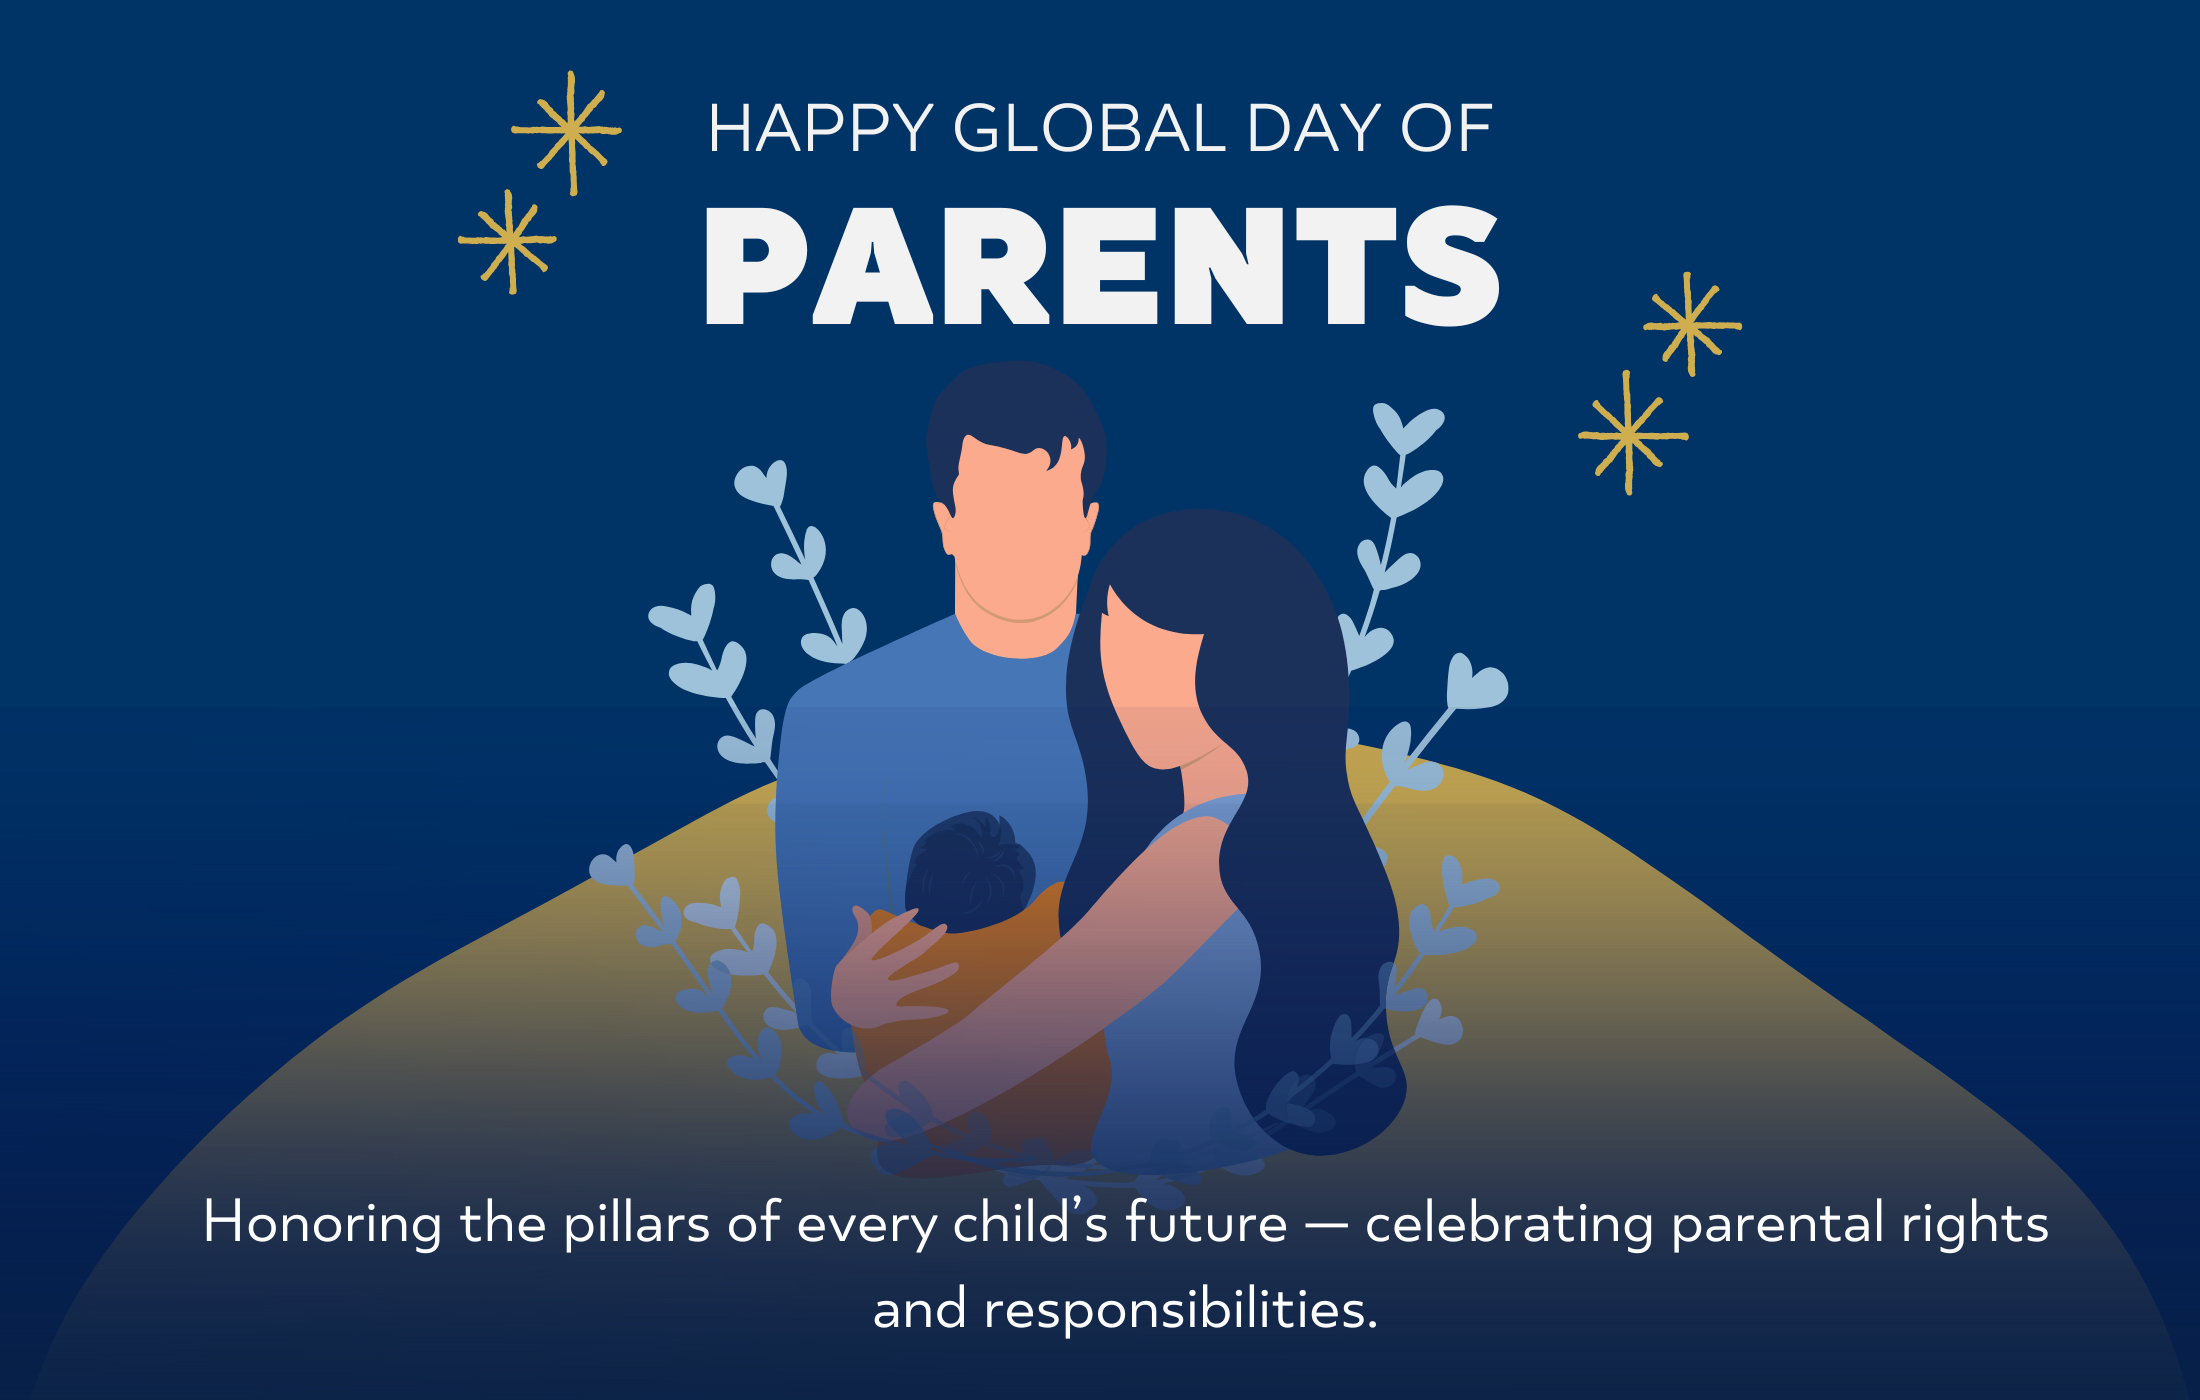 HAPPY GLOBAL DAY OF
PARENTS
Honoring the pillars of every child’s future — celebrating parental rights
and responsibilities.